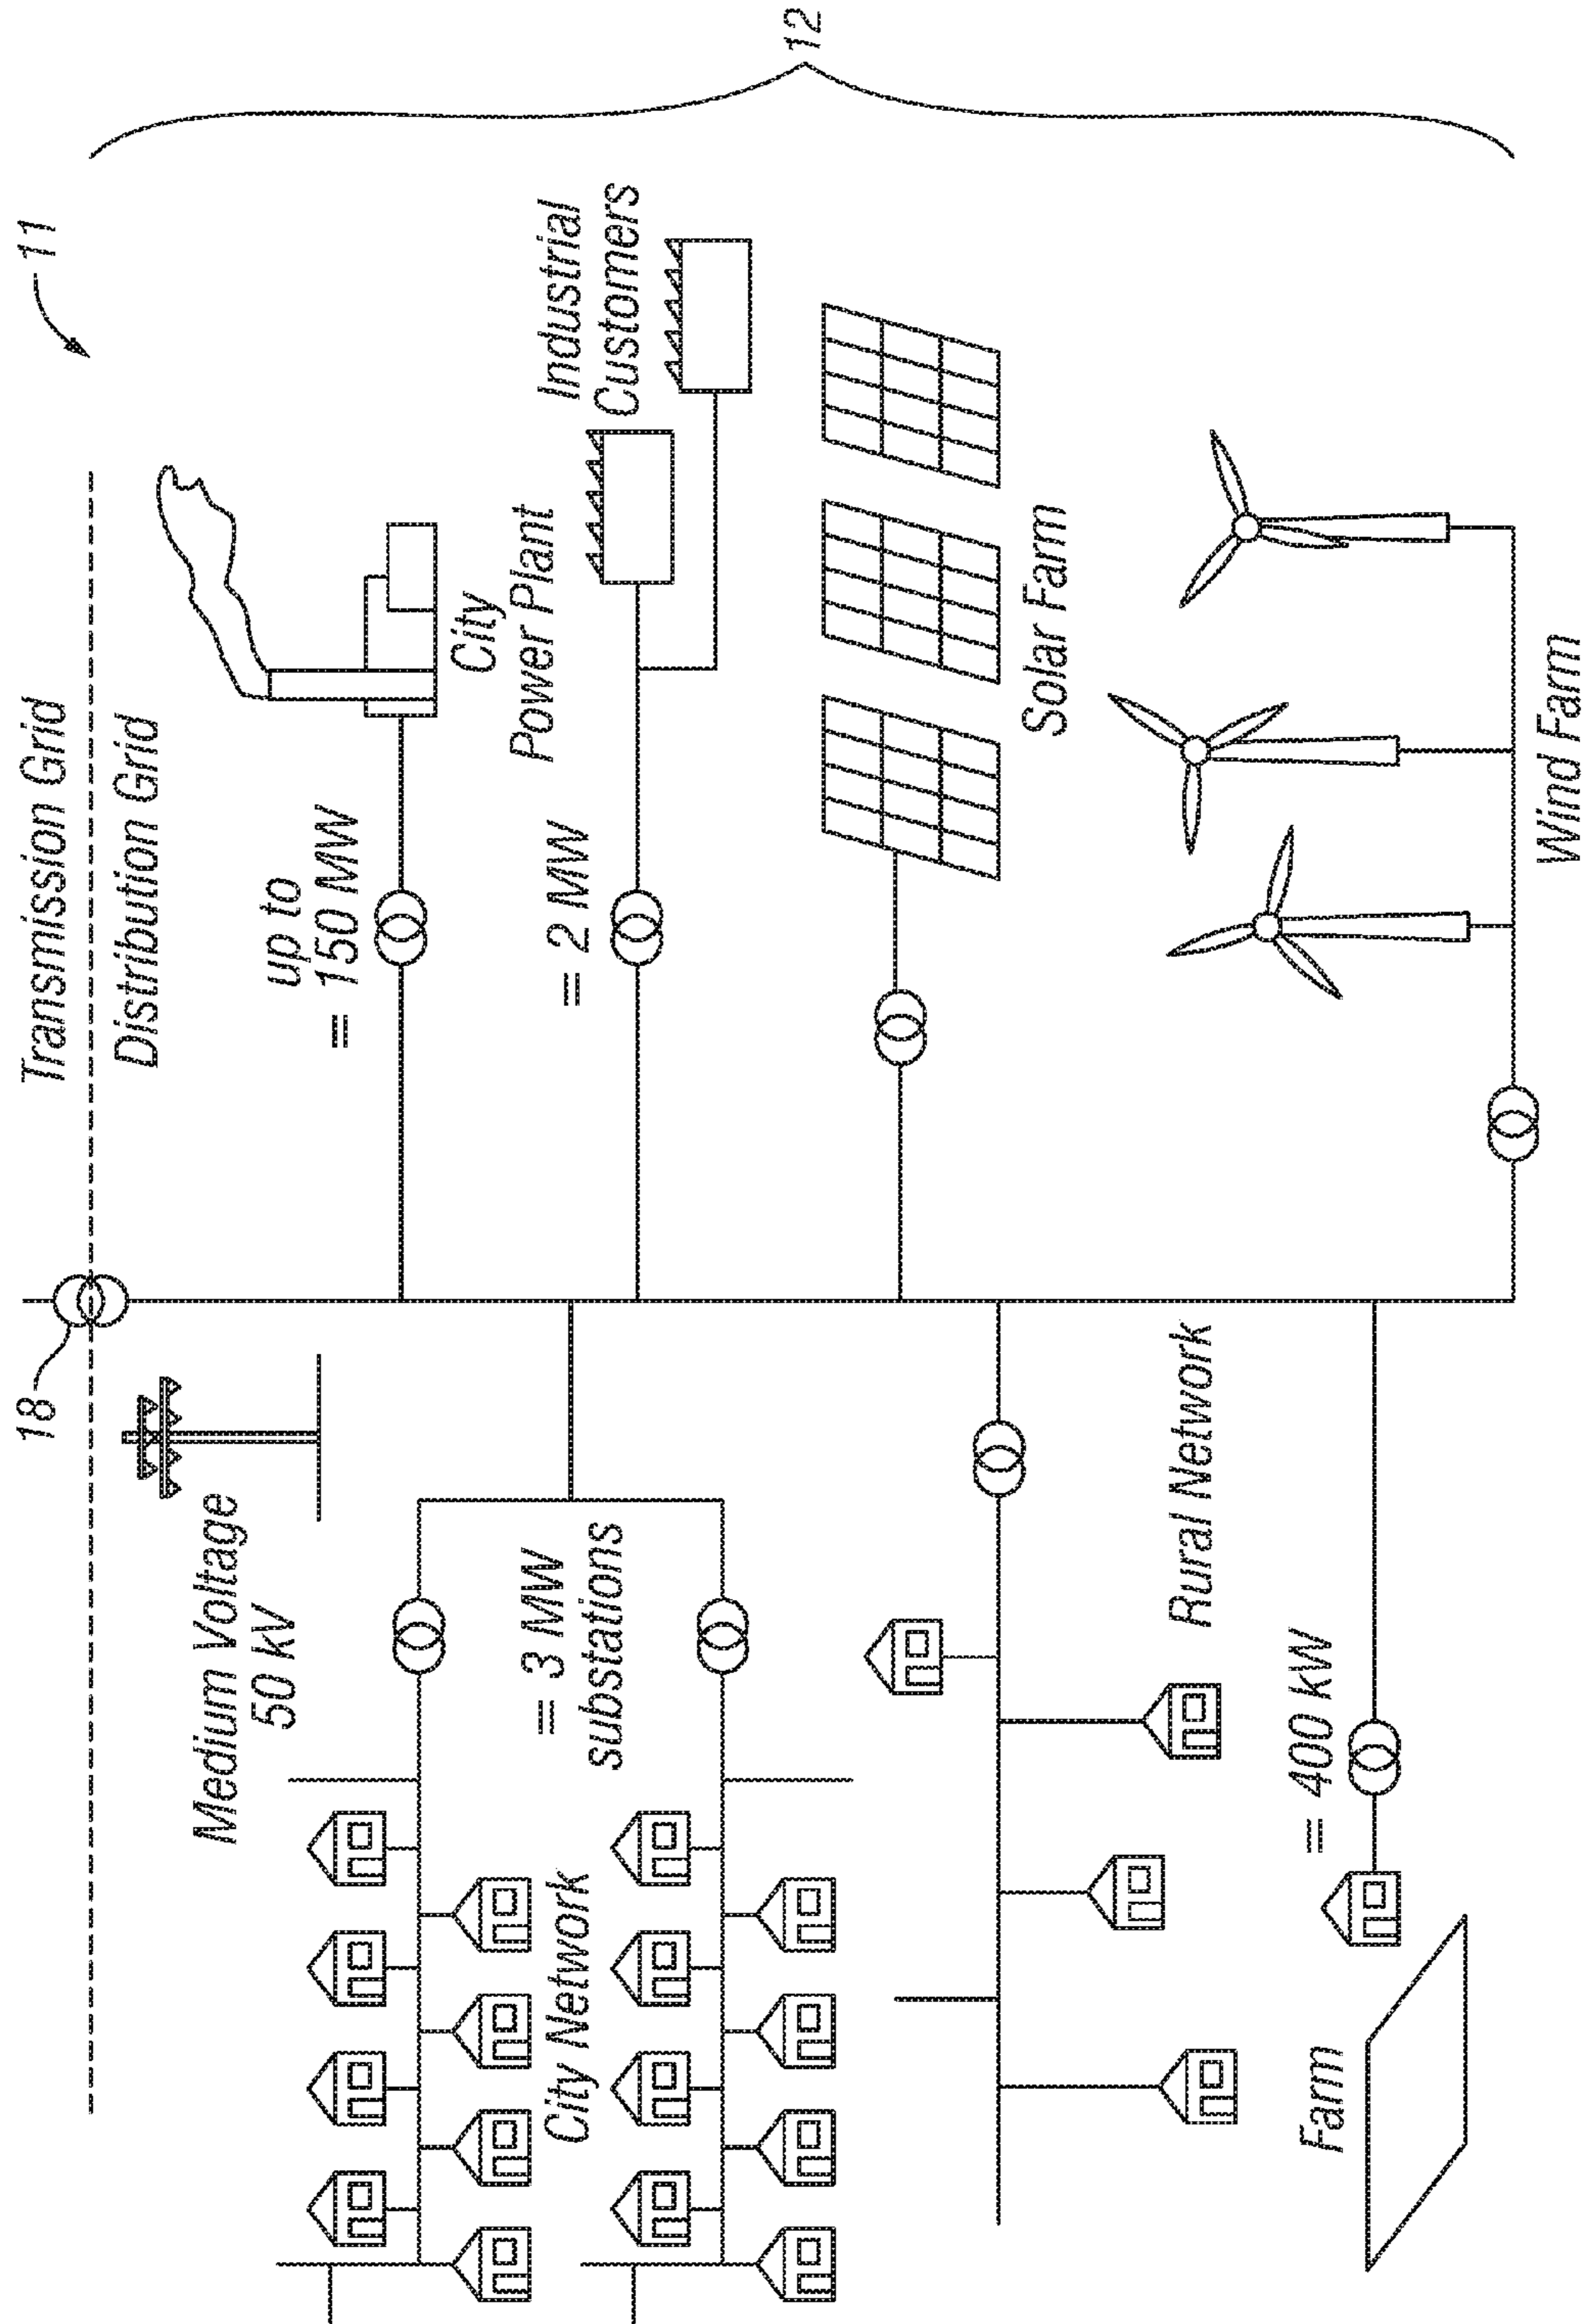 11
Transmission Grid
Distribution Grid
18
Medium Voltage
50 kV
up to
= 150 MW
City
Power Plant
= 3 MW
substations
= 2 MW
Industrial
Customers
City Network
12
Solar Farm
Rural Network
= 400 kW
Farm
Wind Farm